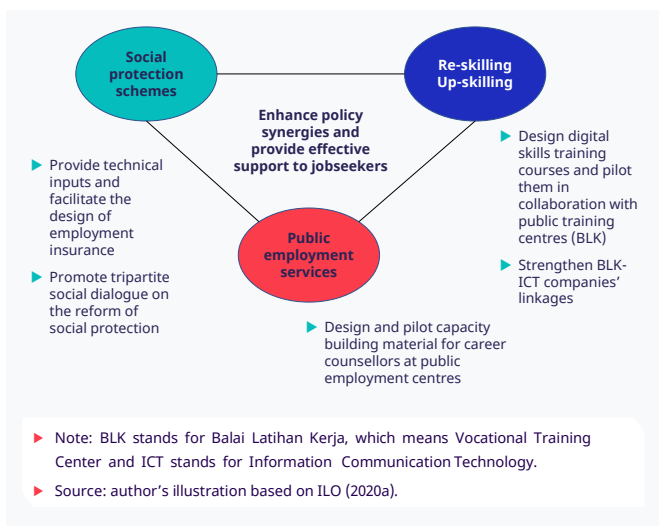 Social
protection
schemes
Re-skilling
Up-skilling
Enhance policy
synergies and
provide effective
support to jobseekers
Public
employment
services
Provide technical
inputs and
facilitate the
design of
employment
insurance
Promote tripartite
social dialogue on
the reform of
social protection
Design digital
skills training
courses and pilot
them in
collaboration with
public training
centres (BLK)
Strengthen BLK-
ICT companies’
linkages
Design and pilot capacity
building material for career
counsellors at public
employment centres
Note: BLK stands for Balai Latihan Kerja, which means Vocational Training
Center and ICT stands for Information Communication Technology.
Source: author’s illustration based on ILO (2020a).